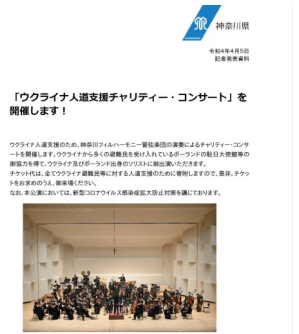 神奈川県
令和4年4月5日
記者発表資料
「ウクライナ人道支援チャリティー・コンサート」を
開催します！
ウクライナ人道支援のため、神奈川フィルハーモニー管弦楽団の演奏によるチャリティー・コンサ
ートを開催します。ウクライナから多くの避難民を受け入れているポーランドの駐日大使館等の
御協力を得て、ウクライナ及びポーランド出身のソリストに御出演いただきます。
チケット代は、全てウクライナ避難民等に対する人道支援のために寄附しますので、是非、チケッ
トをお求めのうえ、御来場ください。
なお、本公演においては、新型コロナウイルス感染症拡大防止対策を講じております。